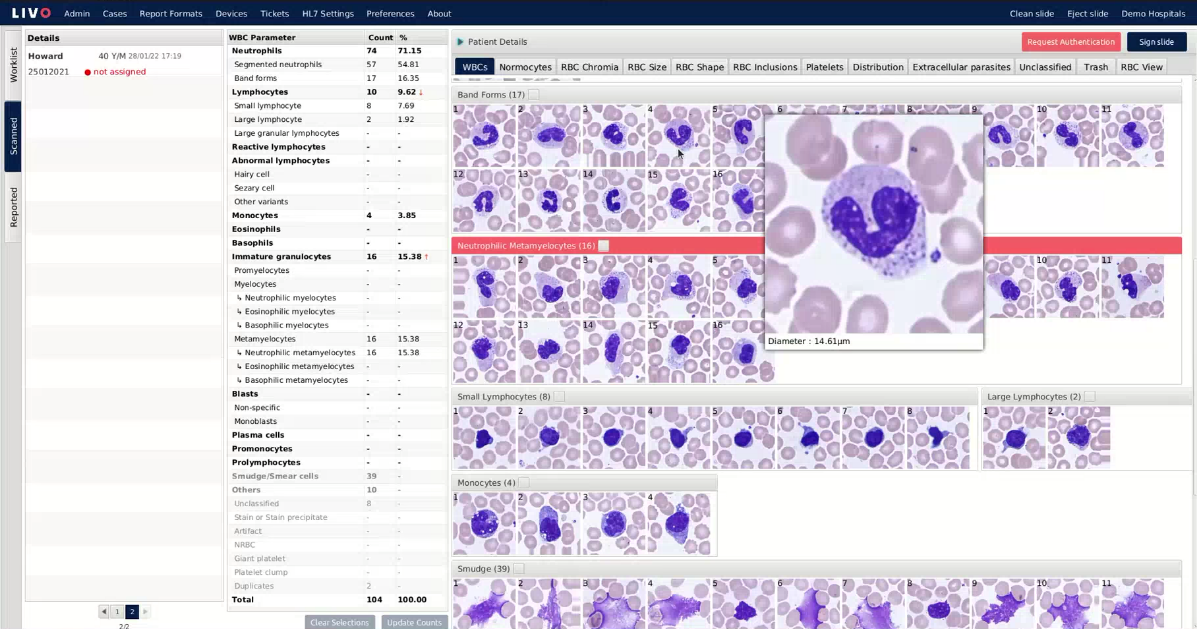 LIVO Admin Cases Report Formats Devices Tickets HL7 Settings Preferences About Clean slide Eject slide Demo Hospitals
Worklist
Scanned
Reported
Details
Howard 40 Y/M 28/01/22 17:19
25012021 not assigned
1 2
2/2
WBC Parameter Count %
Neutrophils 74 71.15
Segmented neutrophils 57 54.81
Band forms 17 16.35
Lymphocytes 10 9.62 ↓
Small lymphocyte 8 7.69
Large lymphocyte 2 1.92
Large granular lymphocytes - -
Reactive lymphocytes - -
Abnormal lymphocytes - -
Hairy cell - -
Sezary cell - -
Other variants - -
Monocytes 4 3.85
Eosinophils - -
Basophils - -
Immature granulocytes 16 15.38 ↑
Promyelocytes - -
Myelocytes - -
↳ Neutrophilic myelocytes - -
↳ Eosinophilic myelocytes - -
↳ Basophilic myelocytes - -
Metamyelocytes 16 15.38
↳ Neutrophilic metamyelocytes 16 15.38
↳ Eosinophilic metamyelocytes - -
↳ Basophilic metamyelocytes - -
Blasts - -
Non-specific - -
Monoblasts - -
Plasma cells - -
Promonocytes - -
Prolymphocytes - -
Smudge/Smear cells 39 -
Others 10 -
Unclassified 8 -
Stain or Stain precipitate - -
Artifact - -
NRBC - -
Giant platelet - -
Platelet clump - -
Duplicates 2 -
Total 104 100.00
Clear Selections Update Counts
Patient Details Request Authentication Sign slide
WBCs Normocytes RBC Chromia RBC Size RBC Shape RBC Inclusions Platelets Distribution Extracellular parasites Unclassified Trash RBC View
Band Forms (17)
1 2 3 4 5 6 7 8 9 10 11
12 13 14 15 16
Neutrophilic Metamyelocytes (16)
1 2 3 4 5 10 11
12 13 14 15 16
Diameter : 14.61µm
Small Lymphocytes (8) Large Lymphocytes (2)
1 2 3 4 5 6 7 8 1 2
Monocytes (4)
1 2 3 4
Smudge (39)
1 2 3 4 5 6 7 8 9 10 11